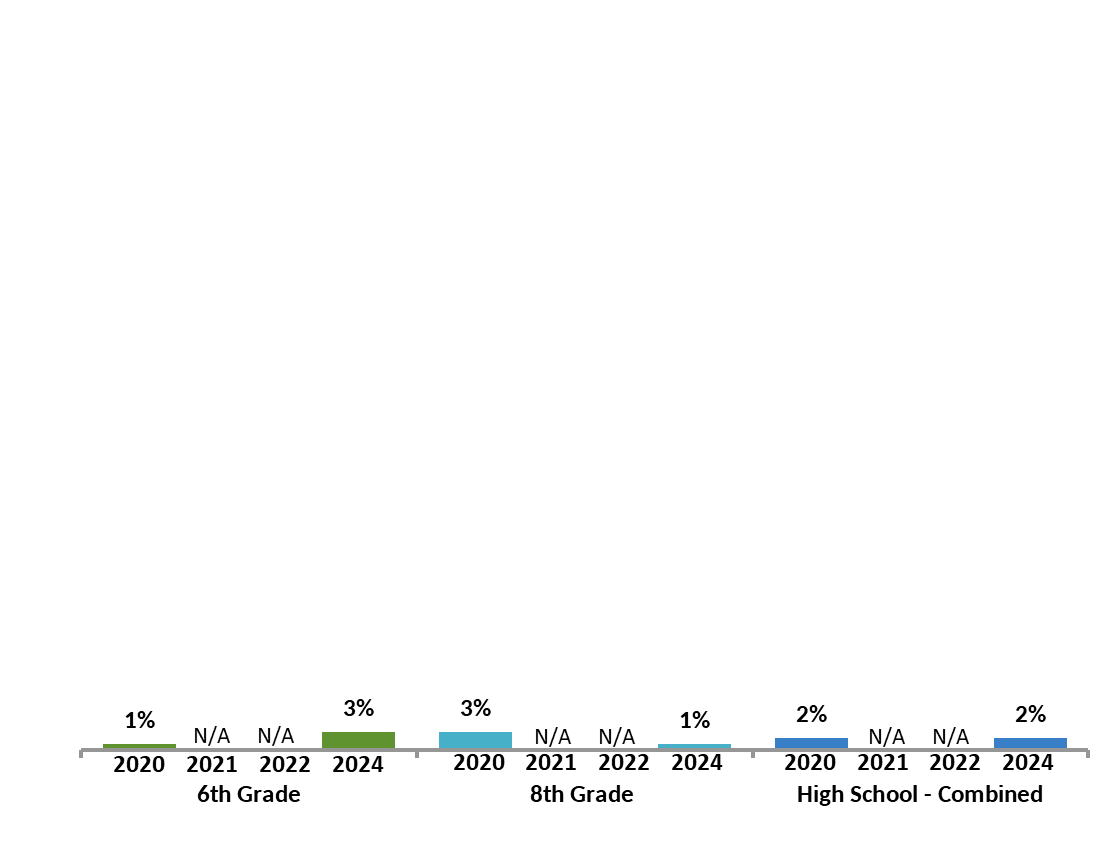 1% N/A N/A 3% 3% N/A N/A 1% 2% N/A N/A 2%
2020 2021 2022 2024 2020 2021 2022 2024 2020 2021 2022 2024
6th Grade 8th Grade High School - Combined